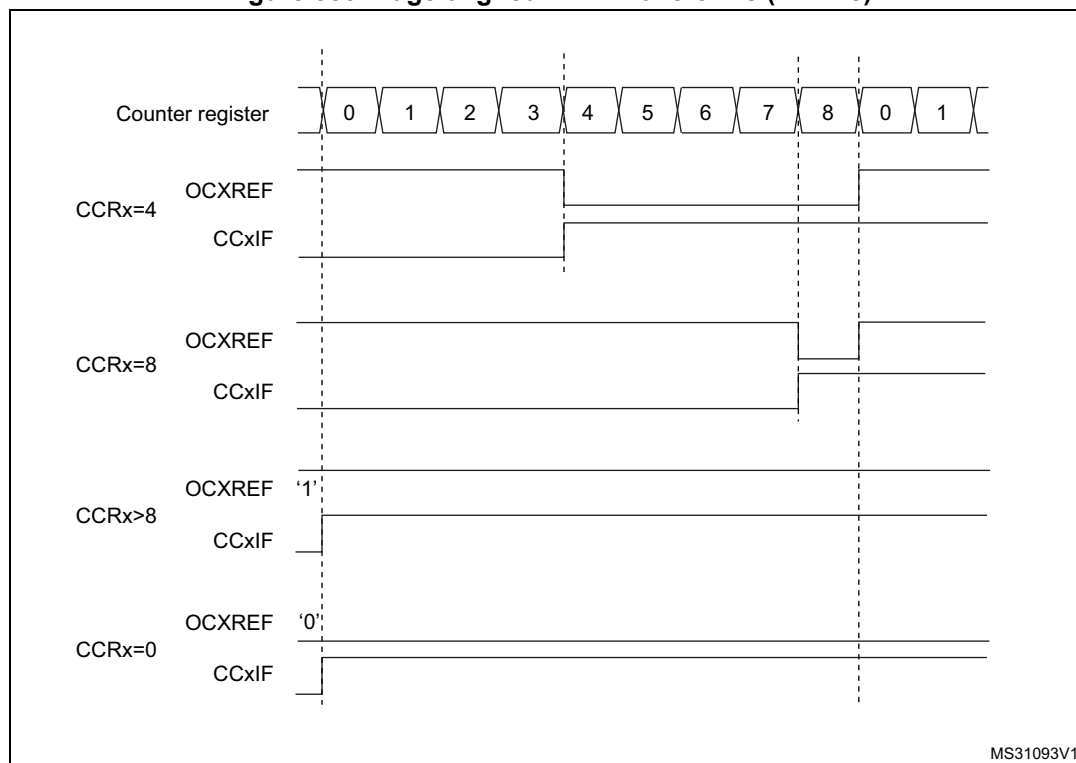 Counter register 0 1 2 3 4 5 6 7 8 0 1
OCXREF
CCRx=4
CCxIF
OCXREF
CCRx=8
CCxIF
OCXREF '1'
CCRx>8
CCxIF
OCXREF '0'
CCRx=0
CCxIF
MS31093V1